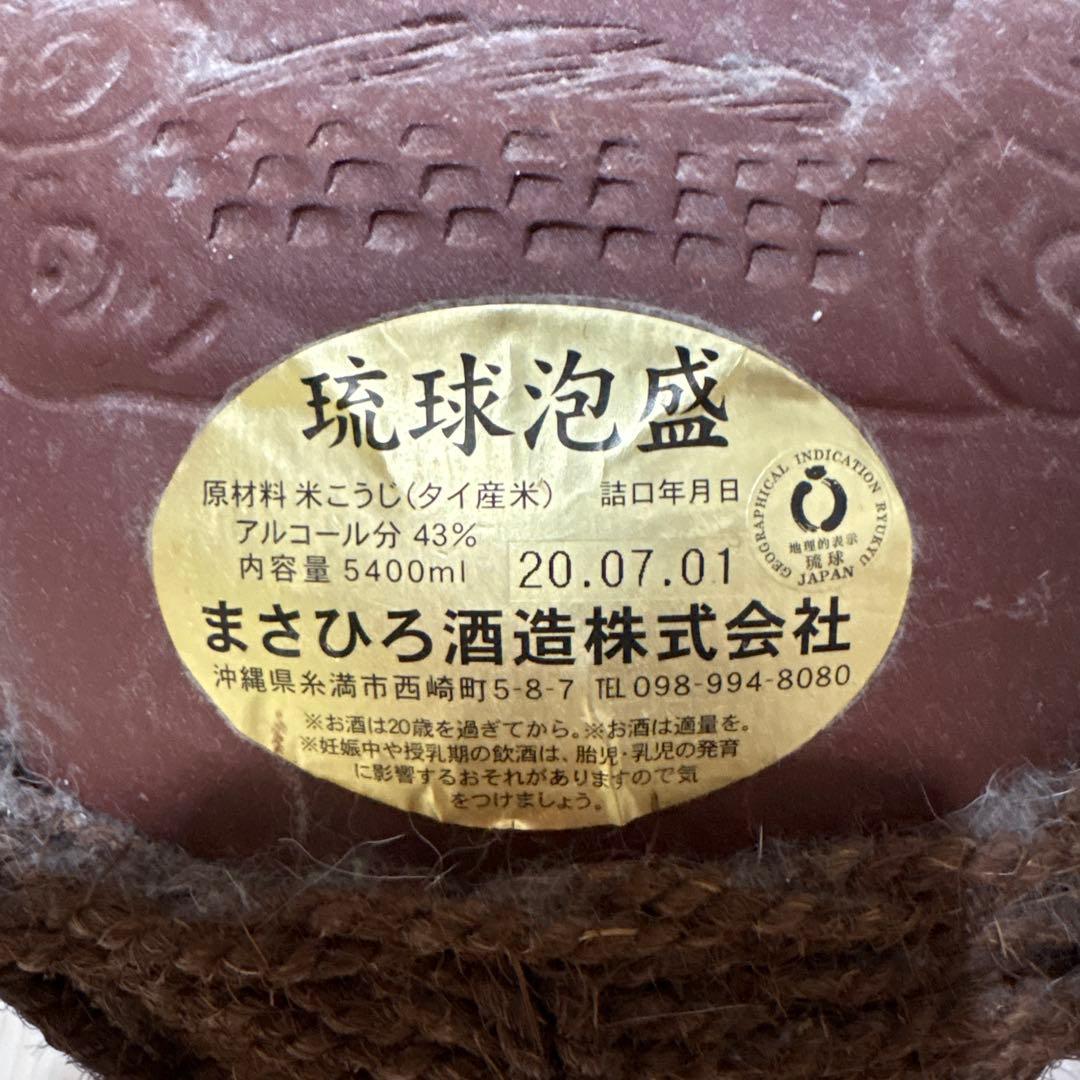 琉球泡盛
原材料 米こうじ(タイ産米) 詰口年月日
アルコール分 43%
内容量 5400ml 20.07.01
GEOGRAPHICAL INDICATION RYUKYU
地理的表示
琉球
JAPAN
まさひろ酒造株式会社
沖縄県糸満市西崎町5-8-7 TEL 098-994-8080
※お酒は20歳を過ぎてから。※お酒は適量を。
※妊娠中や授乳期の飲酒は、胎児・乳児の発育
に影響するおそれがありますので気
をつけましょう。